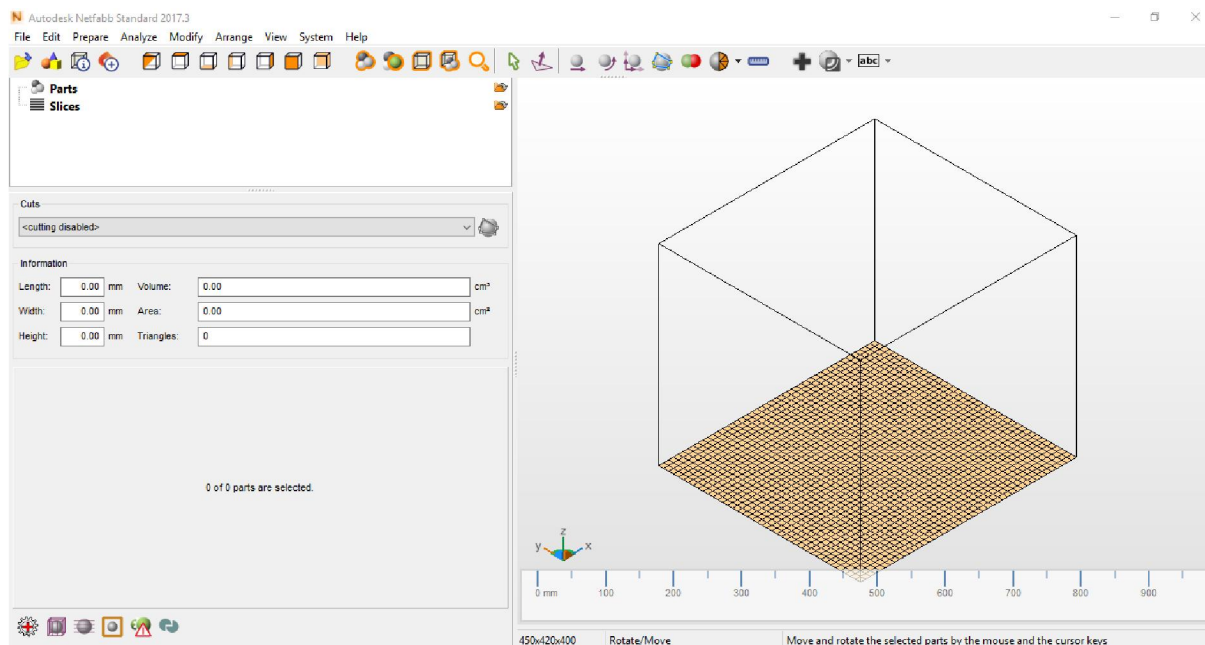 Autodesk Netfabb Standard 2017.3
File Edit Prepare Analyze Modify Arrange View System Help
abc
Parts
Slices
Cuts
<cutting disabled>
Information
Length: 0.00 mm Volume: 0.00 cm³
Width: 0.00 mm Area: 0.00 cm²
Height: 0.00 mm Triangles: 0
0 of 0 parts are selected.
z
y x
0 mm 100 200 300 400 500 600 700 800 900
450x420x400 Rotate/Move Move and rotate the selected parts by the mouse and the cursor keys